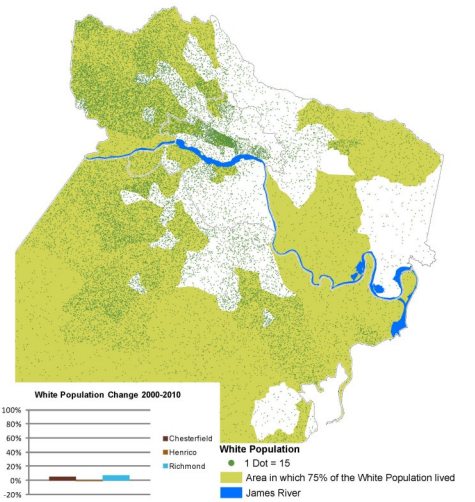 White Population Change 2000-2010
100%
80%
60%
40%
20%
0%
-20%
Chesterfield
Henrico
Richmond
White Population
1 Dot = 15
Area in which 75% of the White Population lived
James River